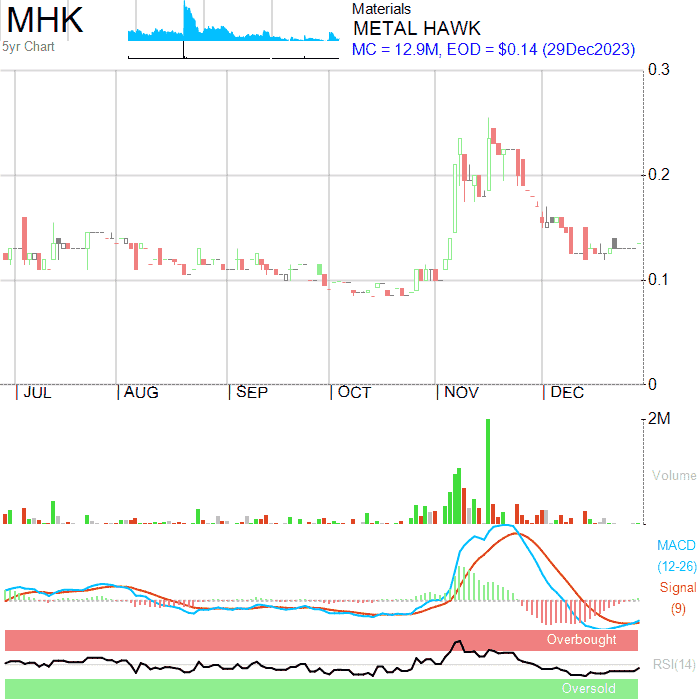 MHK
5yr Chart
Materials
METAL HAWK
MC = 12.9M, EOD = $0.14 (29Dec2023)
0.3
0.2
0.1
0
JUL AUG SEP OCT NOV DEC
2M
Volume
MACD
(12-26)
Signal
(9)
Overbought
RSI(14)
Oversold